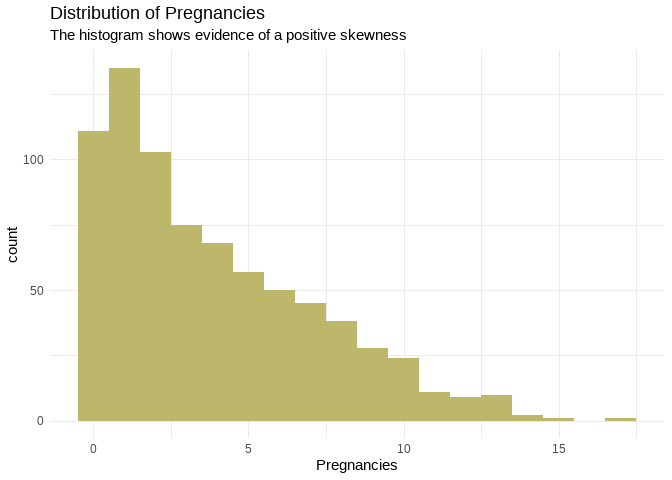 Distribution of Pregnancies
The histogram shows evidence of a positive skewness
count
100
50
0
0 5 10 15
Pregnancies